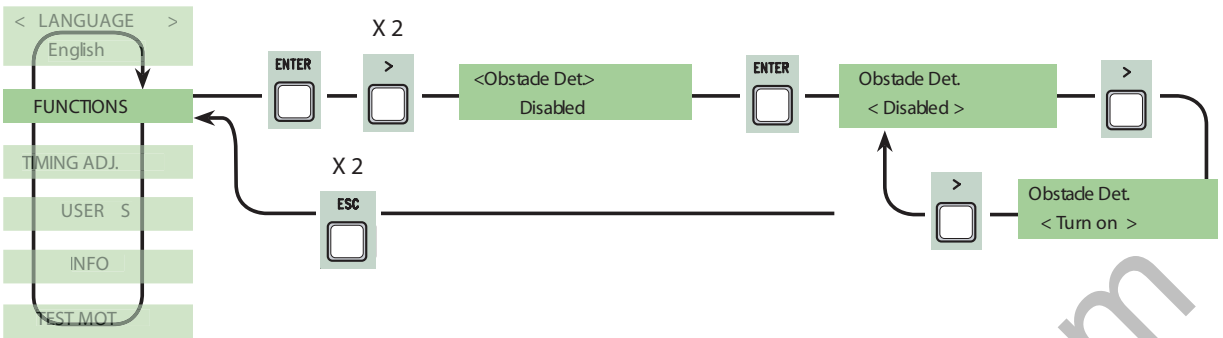 < LANGUAGE >
English
FUNCTIONS
TIMING ADJ.
USER S
INFO
TEST MOT
ENTER
X 2
>
<Obstade Det.>
Disabled
ENTER
Obstade Det.
< Disabled >
>
Obstade Det.
< Turn on >
>
X 2
ESC
m